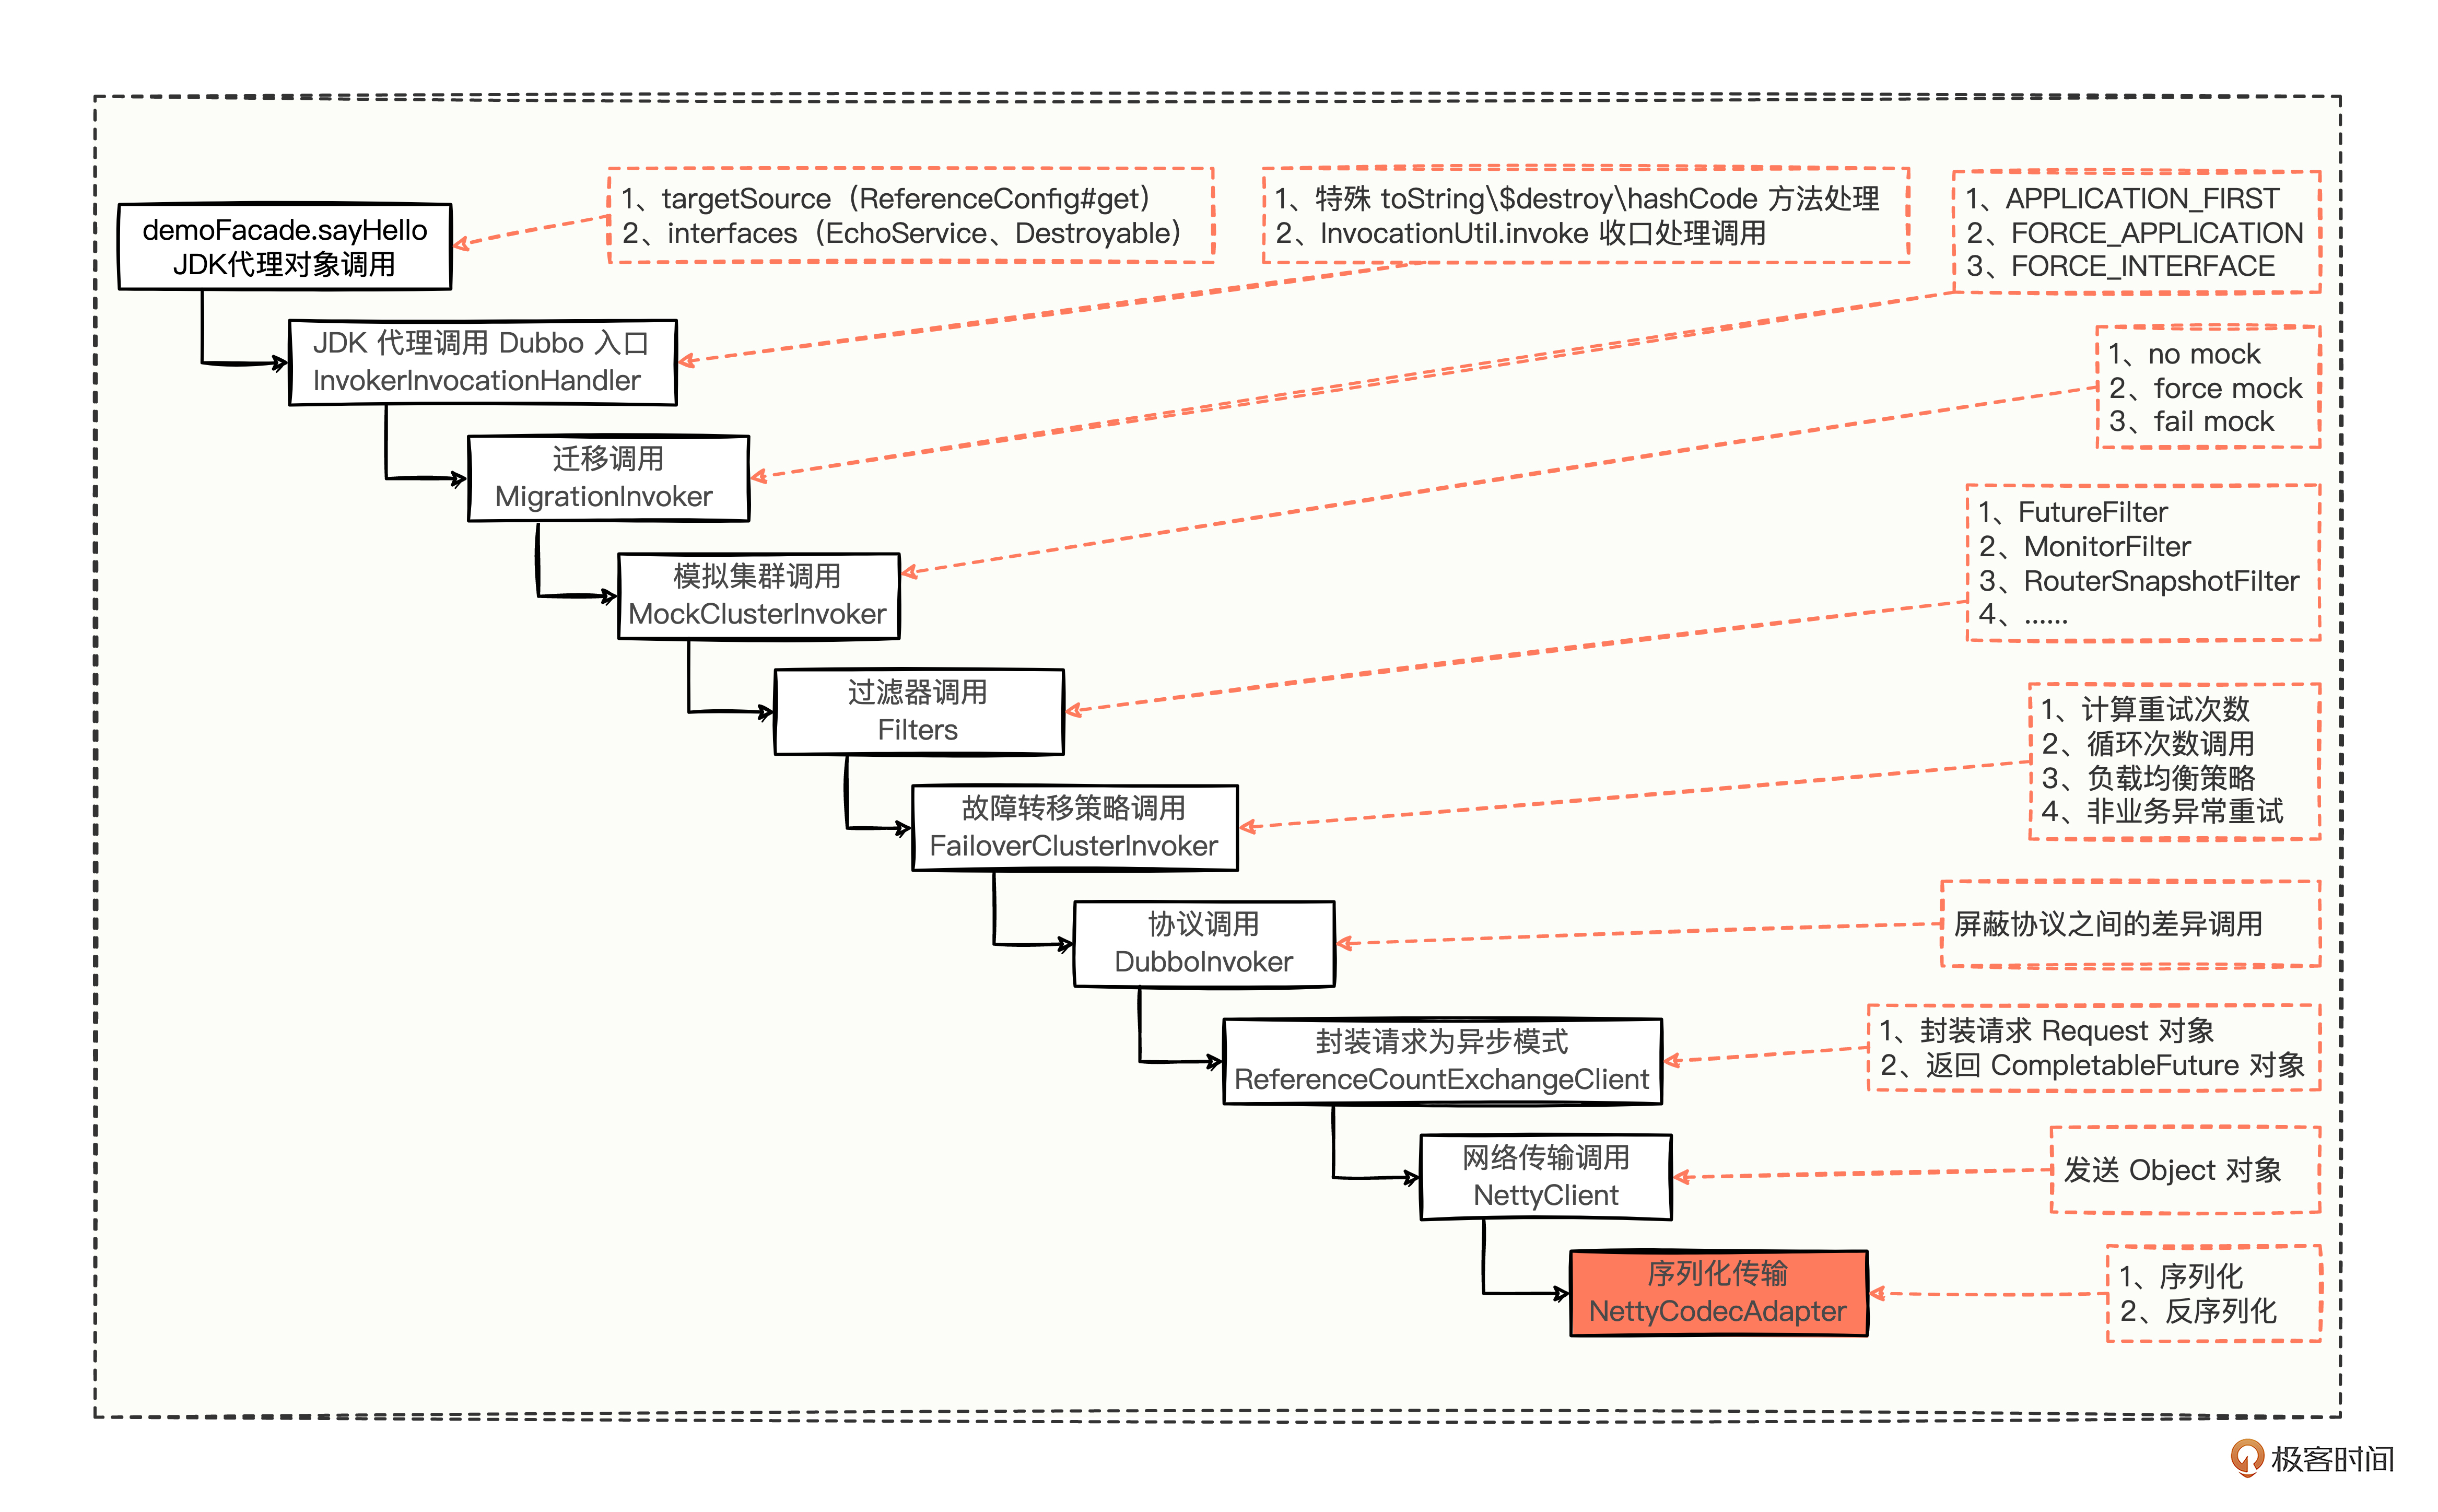 demoFacade.sayHello
JDK代理对象调用
1、targetSource（ReferenceConfig#get）
2、interfaces（EchoService、Destroyable）
1、特殊 toString\$destroy\hashCode 方法处理
2、InvocationUtil.invoke 收口处理调用
1、APPLICATION_FIRST
2、FORCE_APPLICATION
3、FORCE_INTERFACE
JDK 代理调用 Dubbo 入口
InvokerInvocationHandler
1、no mock
2、force mock
3、fail mock
迁移调用
MigrationInvoker
1、FutureFilter
2、MonitorFilter
3、RouterSnapshotFilter
4、……
模拟集群调用
MockClusterInvoker
过滤器调用
Filters
1、计算重试次数
2、循环次数调用
3、负载均衡策略
4、非业务异常重试
故障转移策略调用
FailoverClusterInvoker
协议调用
DubboInvoker
屏蔽协议之间的差异调用
封装请求为异步模式
ReferenceCountExchangeClient
1、封装请求 Request 对象
2、返回 CompletableFuture 对象
网络传输调用
NettyClient
发送 Object 对象
序列化传输
NettyCodecAdapter
1、序列化
2、反序列化
极客时间